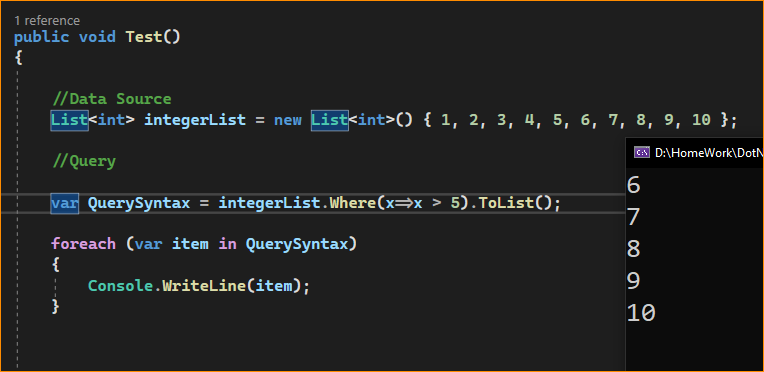 1 reference
public void Test()
{
//Data Source
List<int> integerList = new List<int>() { 1, 2, 3, 4, 5, 6, 7, 8, 9, 10 };
//Query
var QuerySyntax = integerList.Where(x=>x > 5).ToList();
foreach (var item in QuerySyntax)
{
Console.WriteLine(item);
}
D:\HomeWork\DotN
6
7
8
9
10